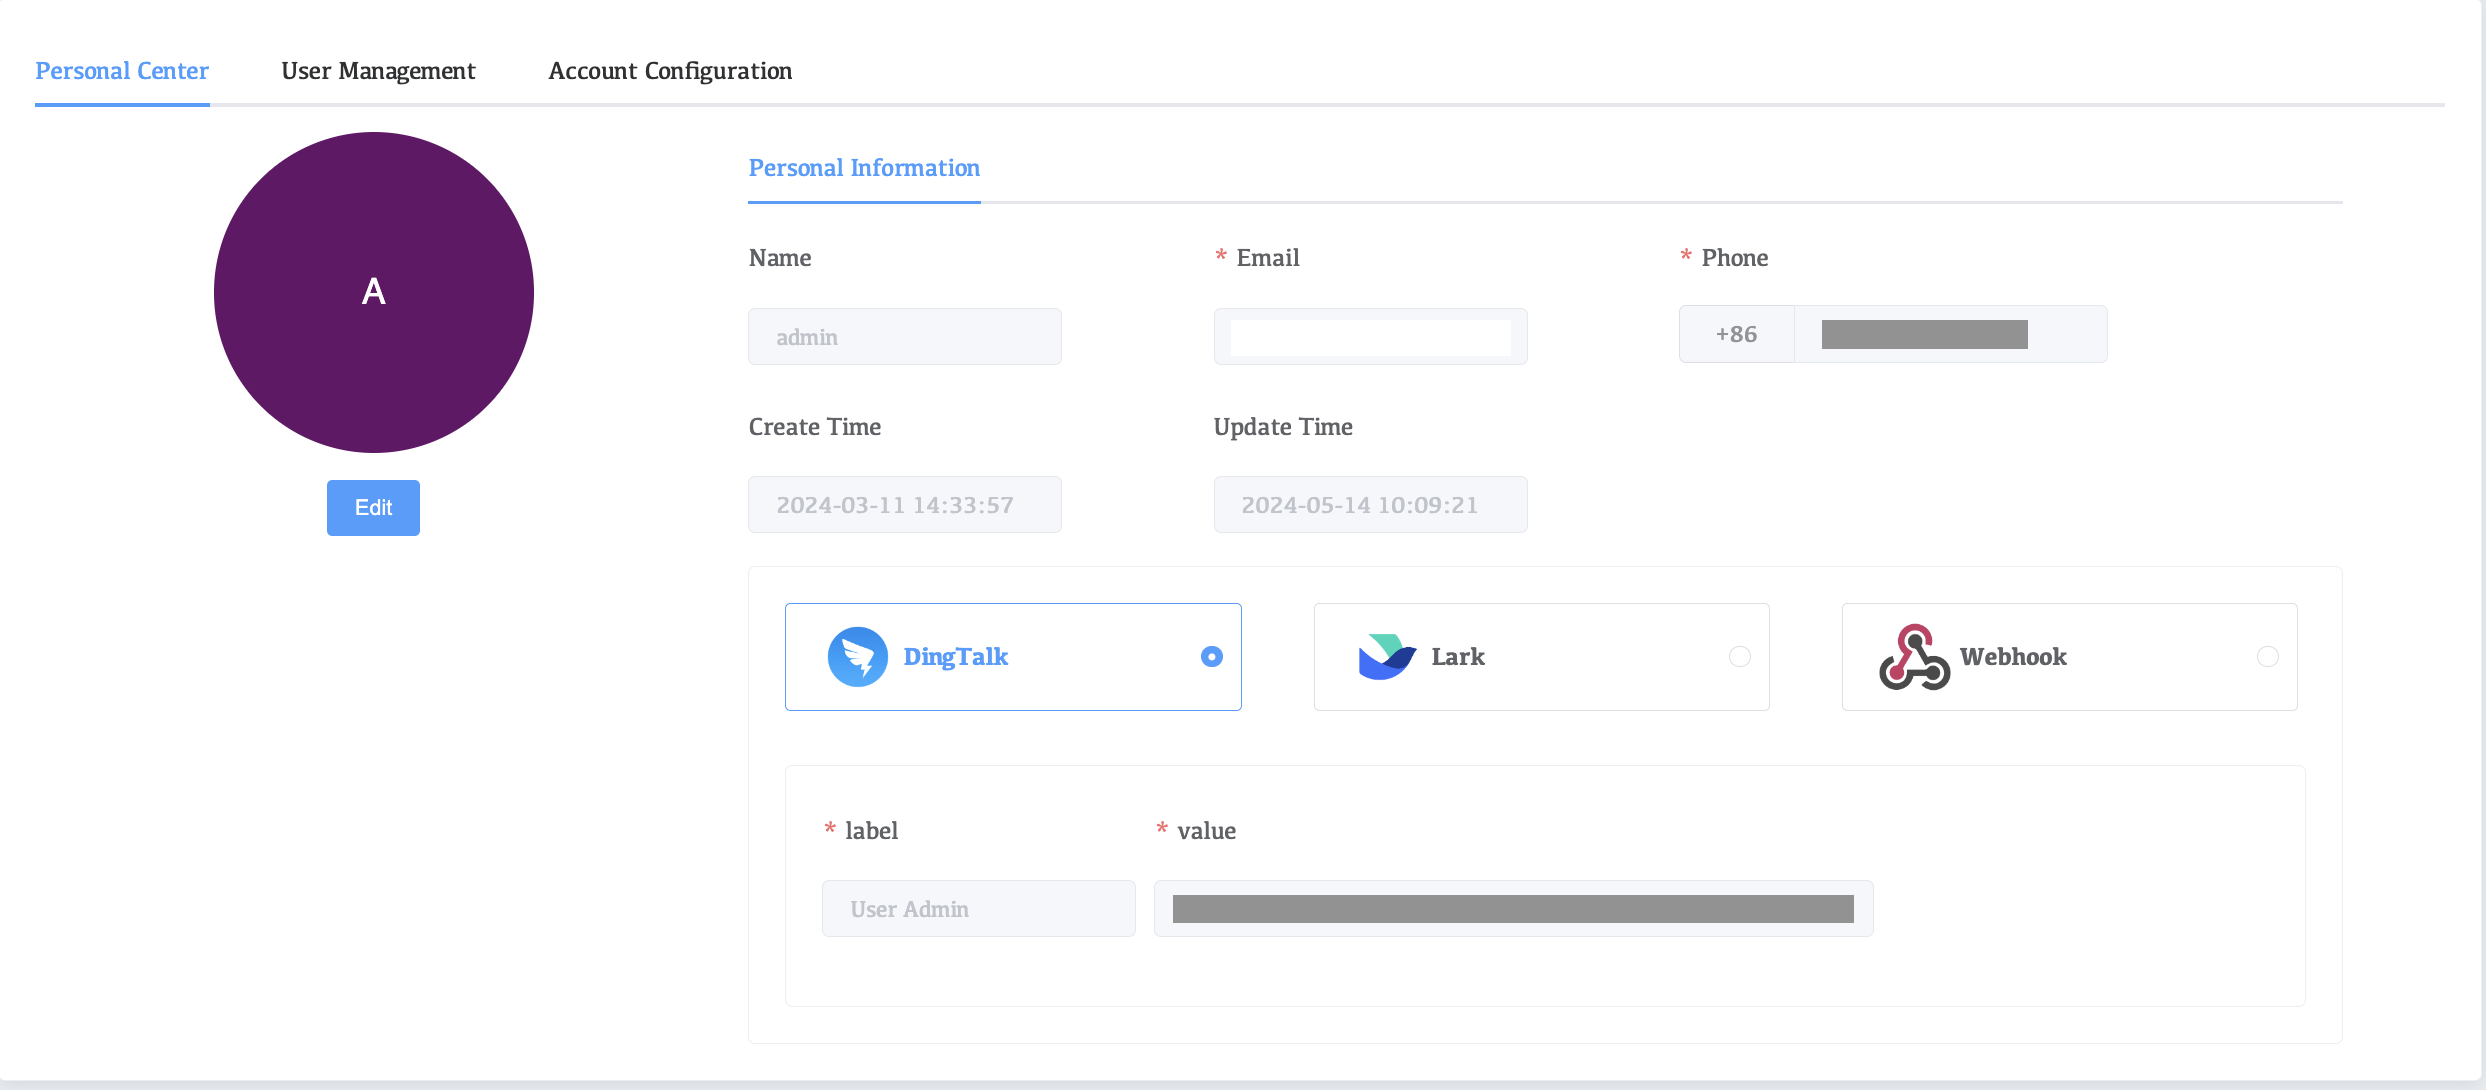 Personal Center User Management Account Configuration
A
Edit
Personal Information
Name * Email * Phone
admin +86
Create Time Update Time
2024-03-11 14:33:57 2024-05-14 10:09:21
DingTalk Lark Webhook
* label * value
User Admin